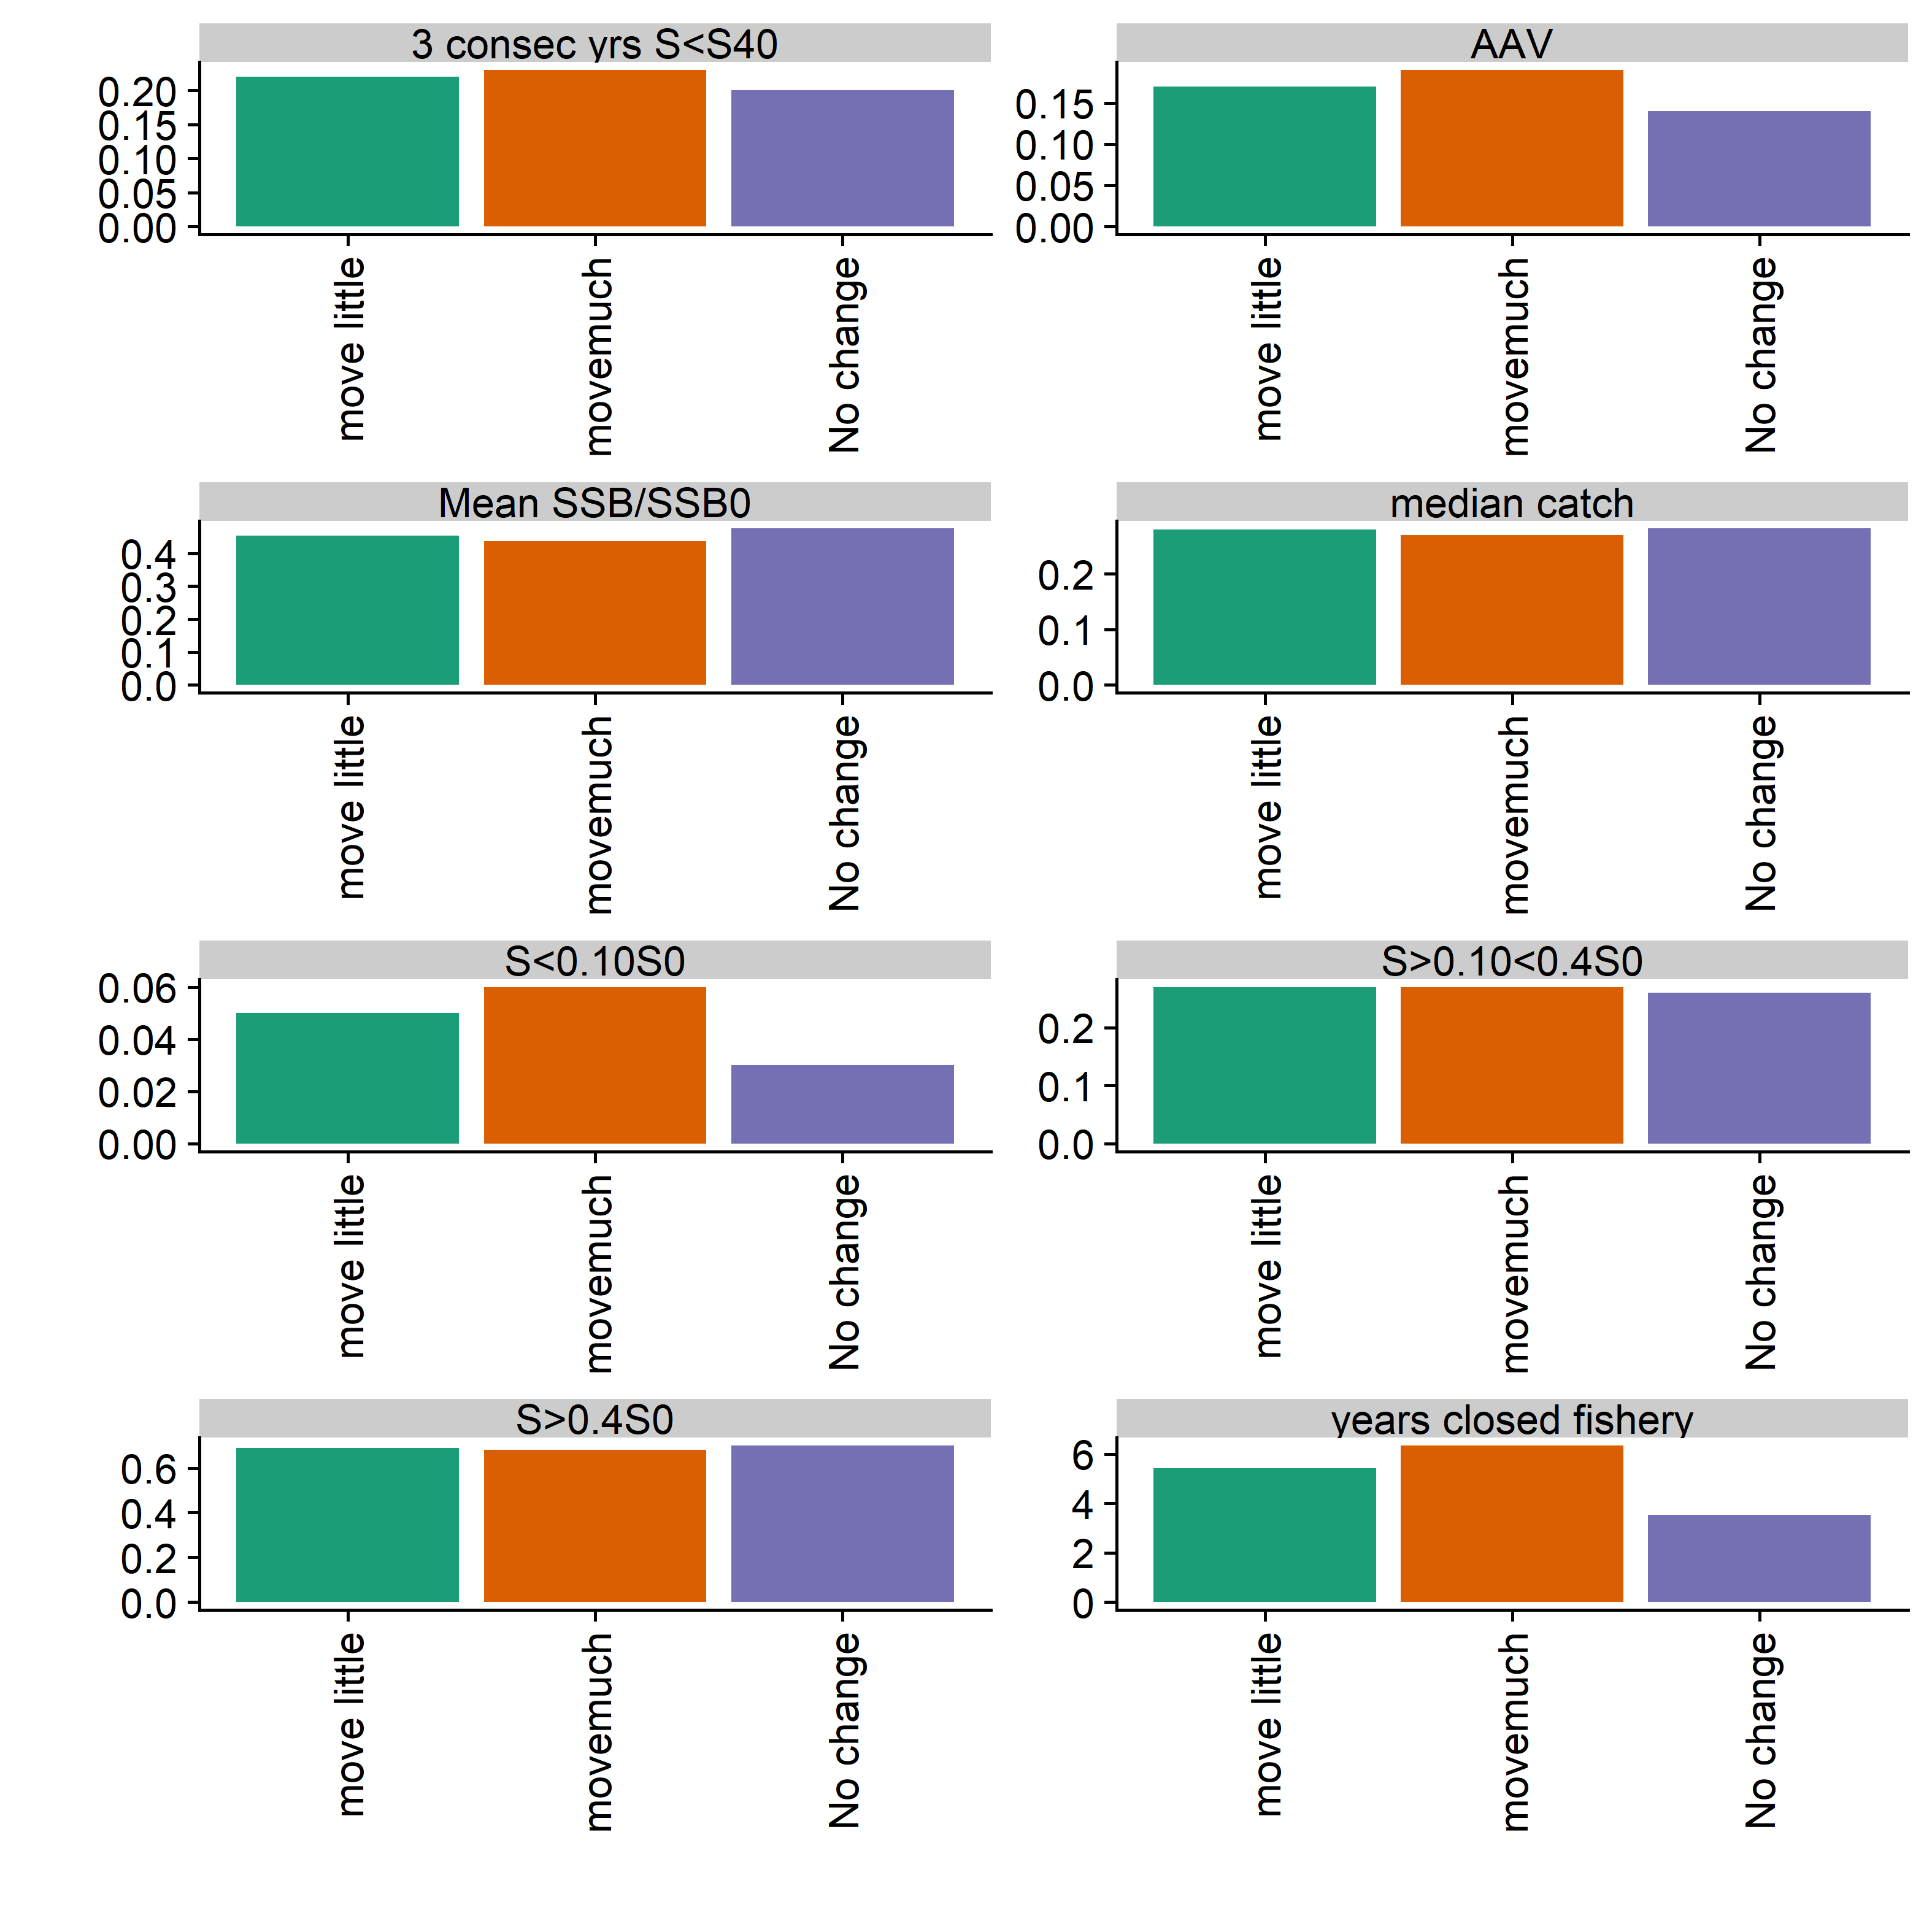 3 consec yrs S<S40
0.20
0.15
0.10
0.05
0.00
move little
movemuch
No change
AAV
0.15
0.10
0.05
0.00
move little
movemuch
No change
Mean SSB/SSB0
0.4
0.3
0.2
0.1
0.0
move little
movemuch
No change
median catch
0.2
0.1
0.0
move little
movemuch
No change
S<0.10S0
0.06
0.04
0.02
0.00
move little
movemuch
No change
S>0.10<0.4S0
0.2
0.1
0.0
move little
movemuch
No change
S>0.4S0
0.6
0.4
0.2
0.0
move little
movemuch
No change
years closed fishery
6
4
2
0
move little
movemuch
No change